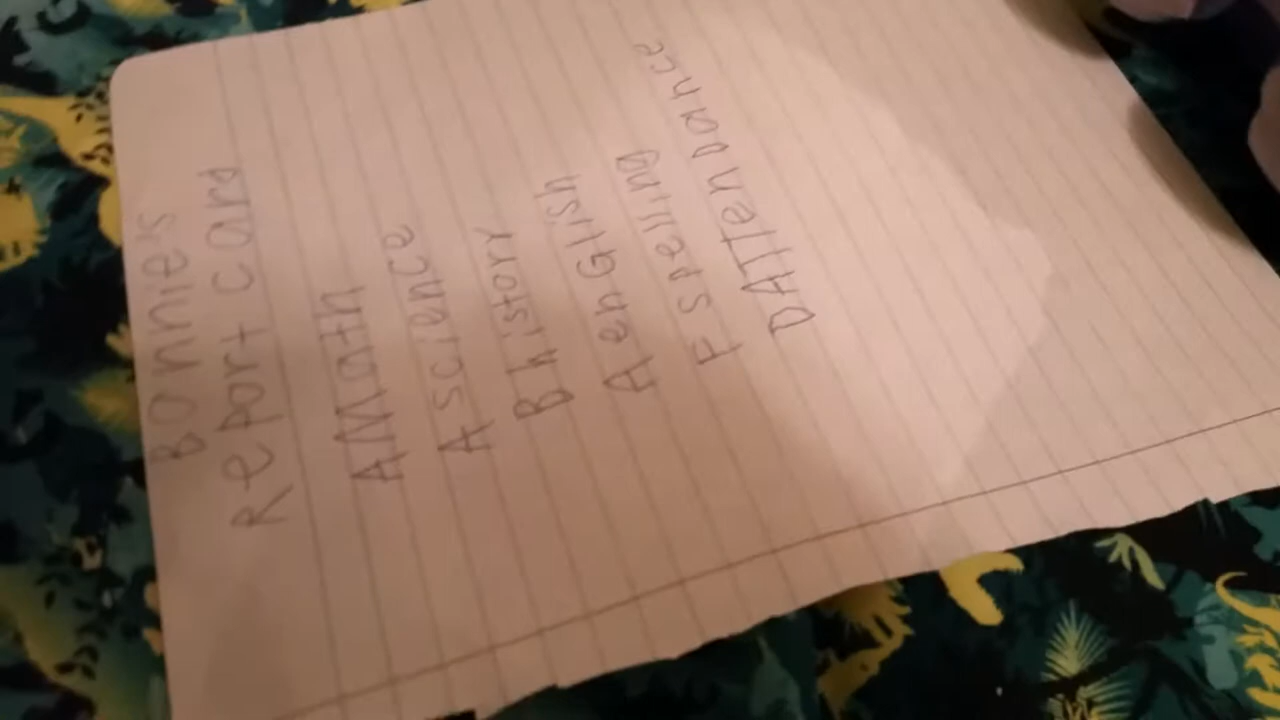 Bonnie's
Report card
A Math
A science
B history
A enGlish
F spelling
D ATTenDance